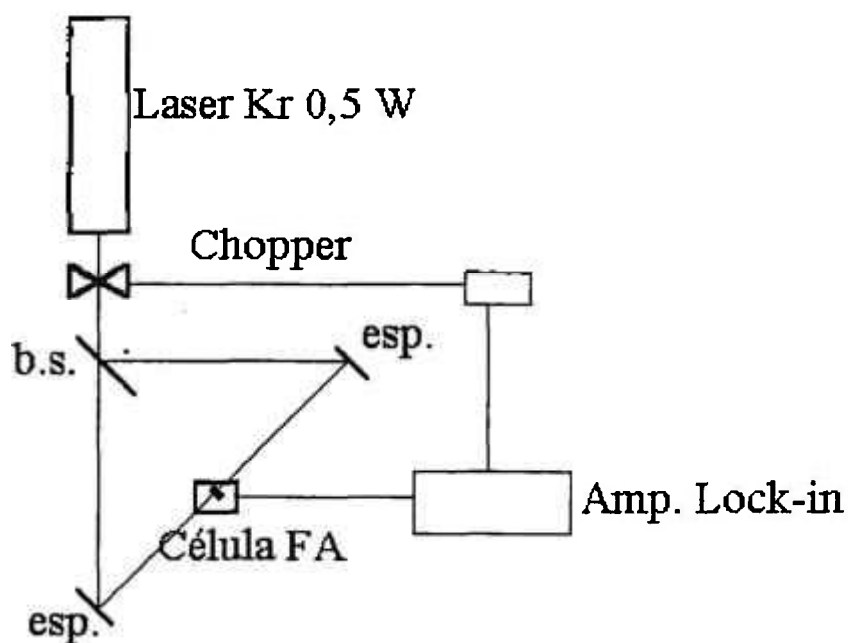 Laser Kr 0,5 W
Chopper
esp.
b.s.
Amp. Lock-in
Célula FA
esp.